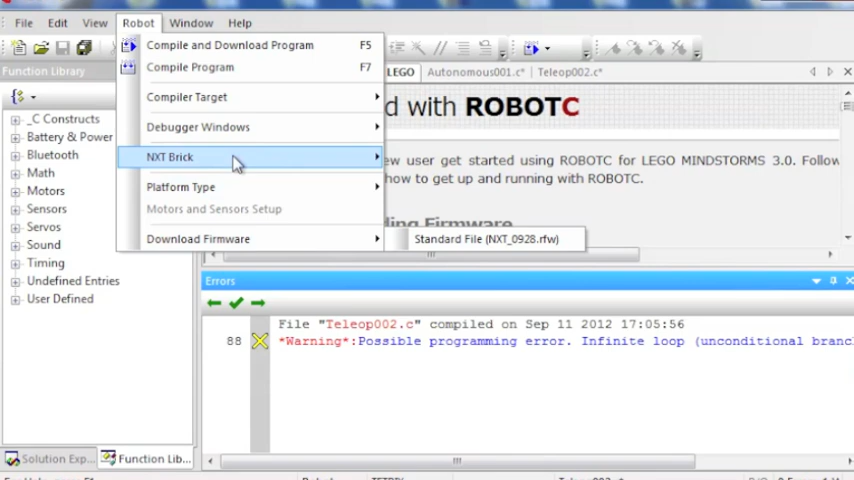 File Edit View Robot Window Help
Compile and Download Program F5
Compile Program F7
Compiler Target
Debugger Windows
NXT Brick
Platform Type
Motors and Sensors Setup
Download Firmware
Standard File (NXT_0928.rfw)
Function Library
_C Constructs
Battery & Power
Bluetooth
Math
Motors
Sensors
Servos
Sound
Timing
Undefined Entries
User Defined
Solution Exp... Function Lib...
LEGO Autonomous01.c* Teleop002.c*
d with ROBOTC
ew user get started using ROBOTC for LEGO MINDSTORMS 3.0. Follow
how to get up and running with ROBOTC.
ding Firmware
Errors
File "Teleop002.c" compiled on Sep 11 2012 17:05:56
88 *Warning*:Possible programming error. Infinite loop (unconditional branc